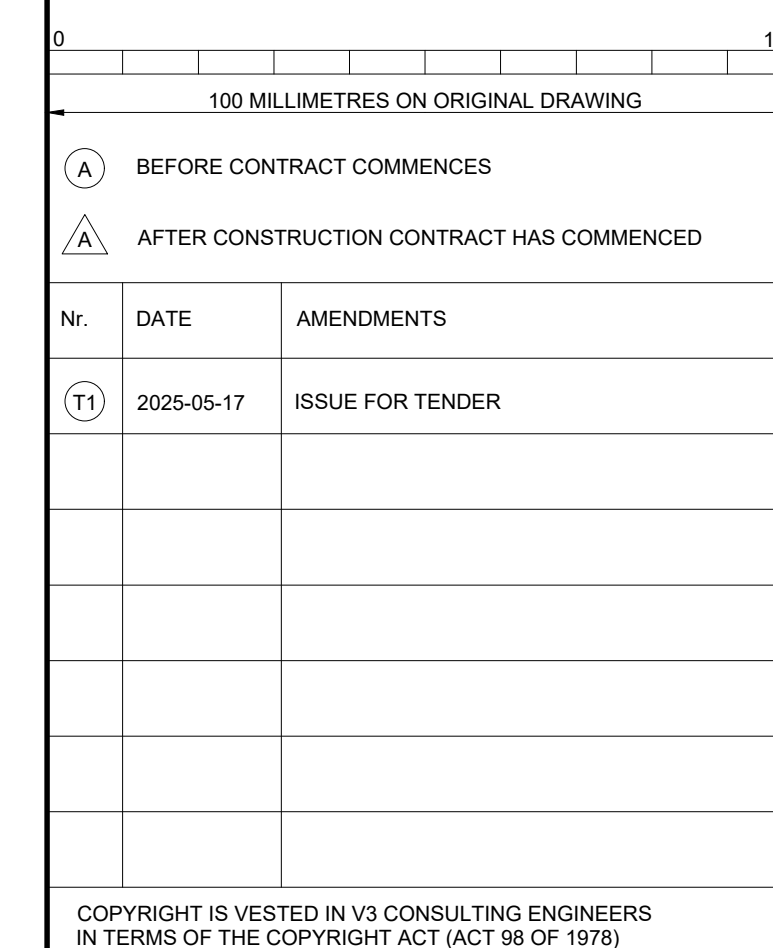 0 1
100 MILLIMETRES ON ORIGINAL DRAWING
A BEFORE CONTRACT COMMENCES
A AFTER CONSTRUCTION CONTRACT HAS COMMENCED
Nr. DATE AMENDMENTS
T1 2025-05-17 ISSUE FOR TENDER
COPYRIGHT IS VESTED IN V3 CONSULTING ENGINEERS
IN TERMS OF THE COPYRIGHT ACT (ACT 98 OF 1978)